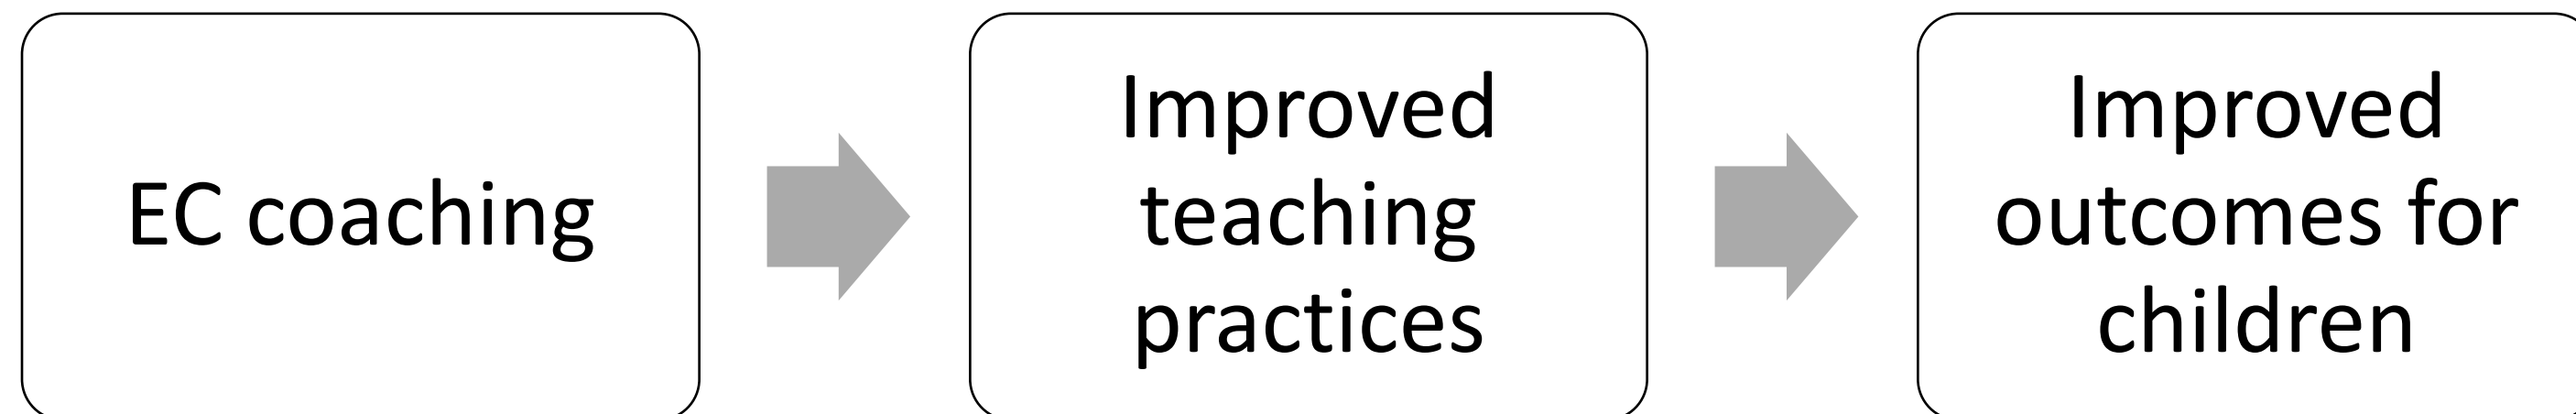 EC coaching
Improved
teaching
practices
Improved
outcomes for
children